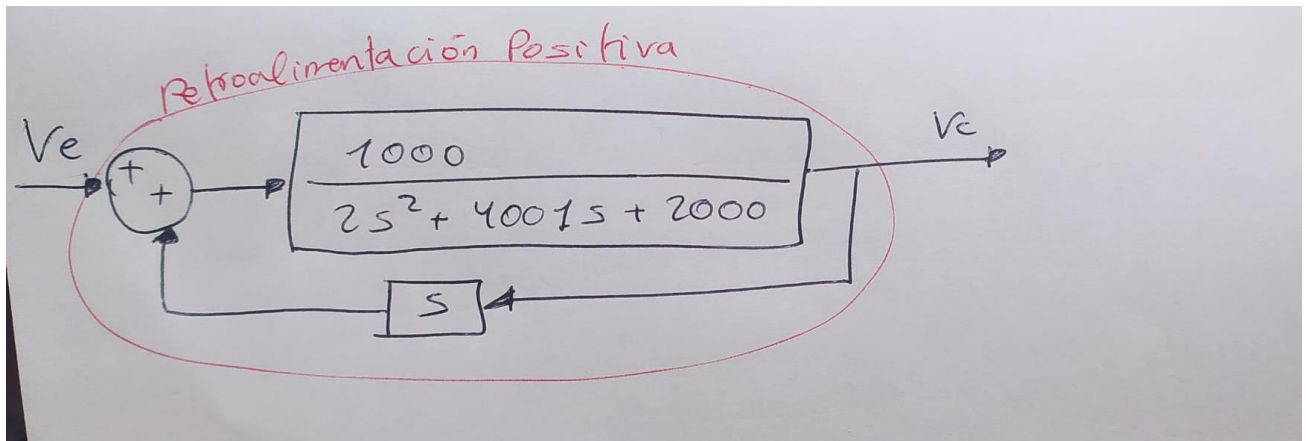 Retroalimentación Positiva
Ve
+
+
1000
2s²+ 4001s + 2000
Vc
S